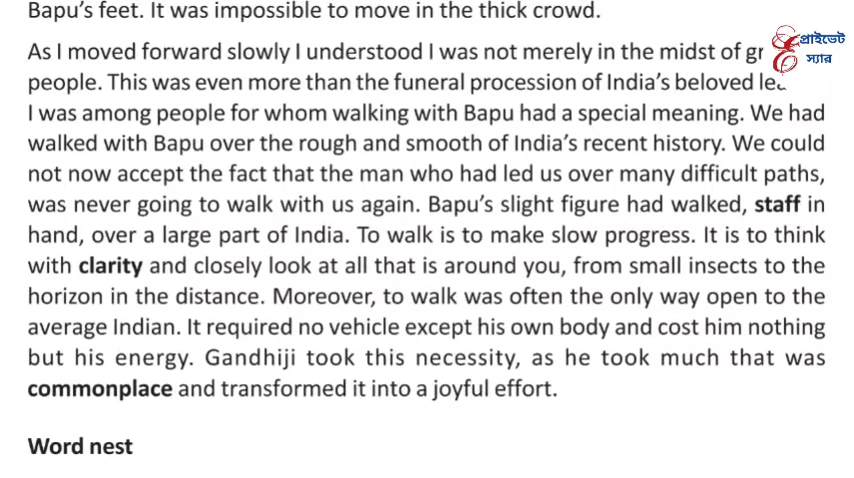 Bapu's feet. It was impossible to move in the thick crowd.
As I moved forward slowly I understood I was not merely in the midst of
প্রাইভেট
স্যার
people. This was even more than the funeral procession of India's beloved
I was among people for whom walking with Bapu had a special meaning. We had
walked with Bapu over the rough and smooth of India's recent history. We could
not now accept the fact that the man who had led us over many difficult paths,
was never going to walk with us again. Bapu's slight figure had walked, staff in
hand, over a large part of India. To walk is to make slow progress. It is to think
with clarity and closely look at all that is around you, from small insects to the
horizon in the distance. Moreover, to walk was often the only way open to the
average Indian. It required no vehicle except his own body and cost him nothing
but his energy. Gandhiji took this necessity, as he took much that was
commonplace and transformed it into a joyful effort.
Word nest